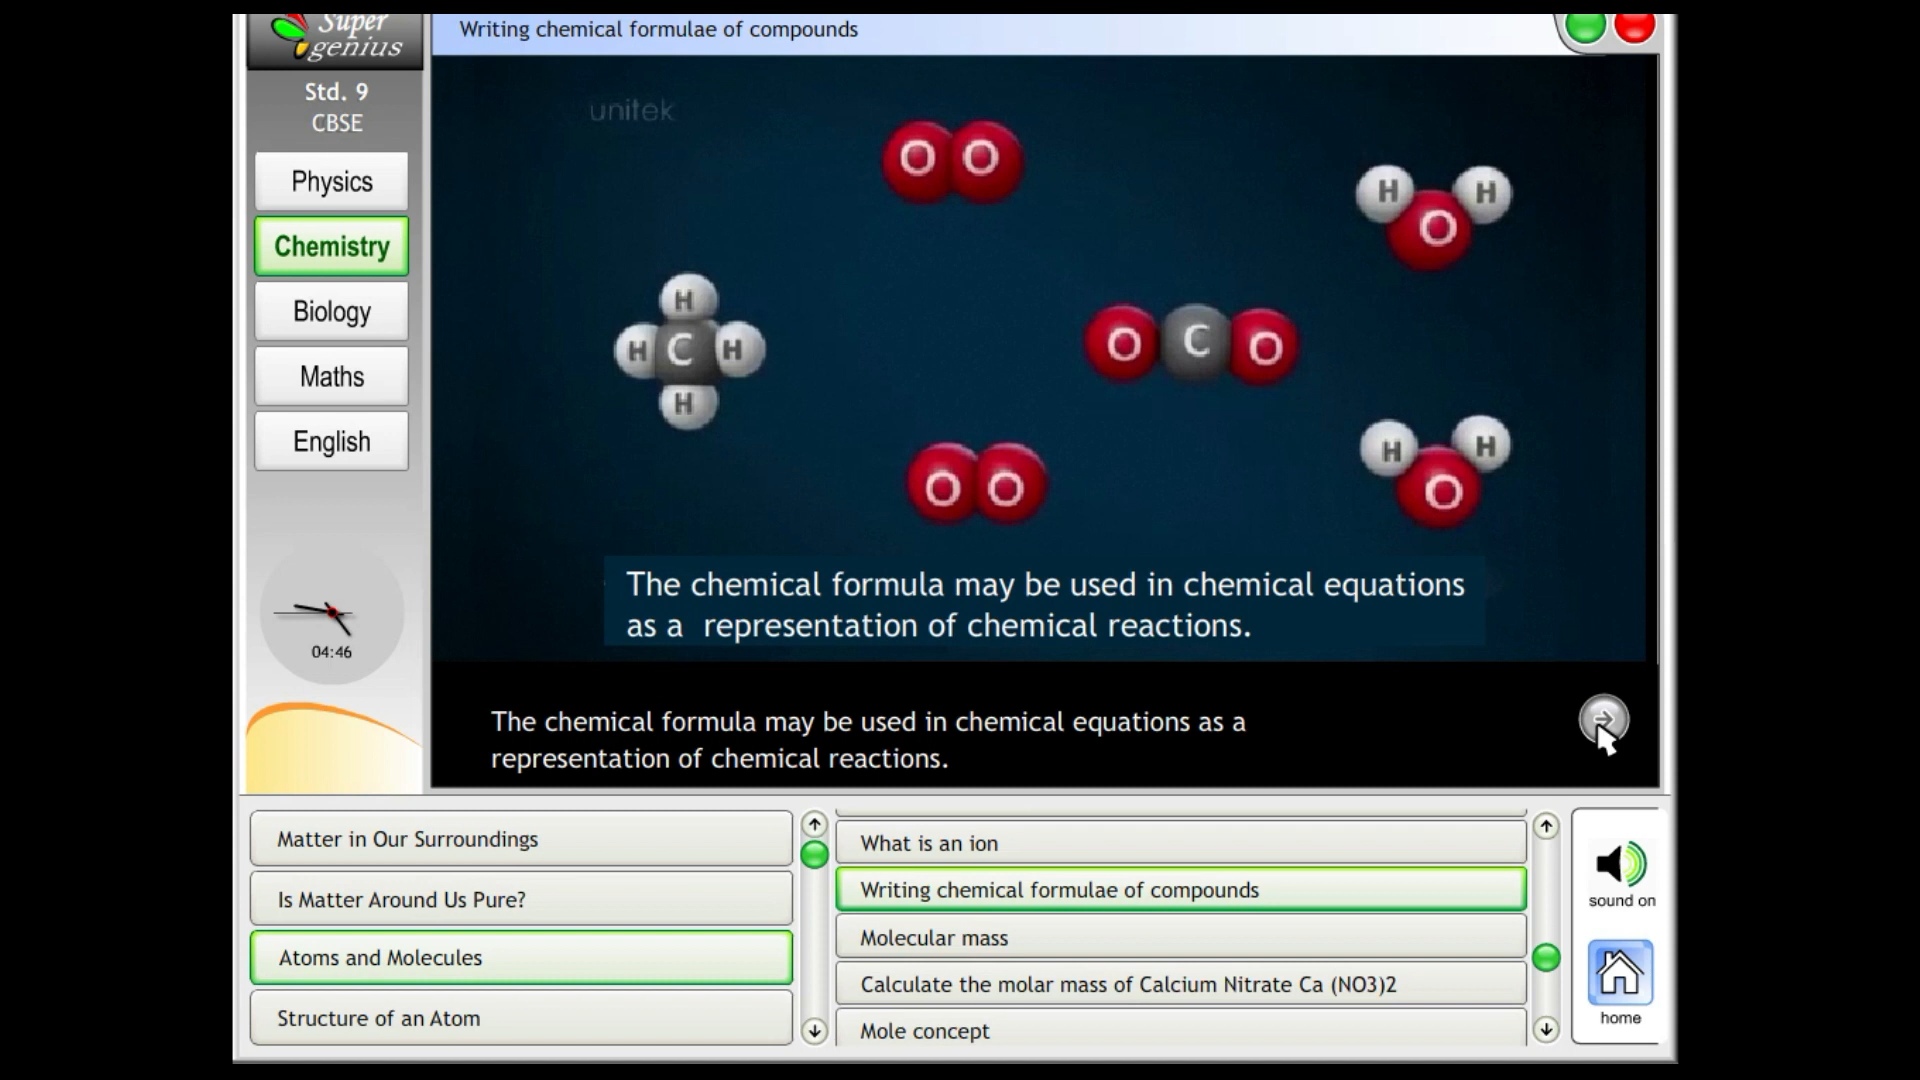 Super
genius
Writing chemical formulae of compounds
Std. 9
CBSE
Physics
Chemistry
Biology
Maths
English
04:46
unitek
O O
H H
O
H
H C H
H
O C O
O O
H H
O
The chemical formula may be used in chemical equations
as a representation of chemical reactions.
The chemical formula may be used in chemical equations as a
representation of chemical reactions.
Matter in Our Surroundings
Is Matter Around Us Pure?
Atoms and Molecules
Structure of an Atom
What is an ion
Writing chemical formulae of compounds
Molecular mass
Calculate the molar mass of Calcium Nitrate Ca (NO3)2
Mole concept
sound on
home